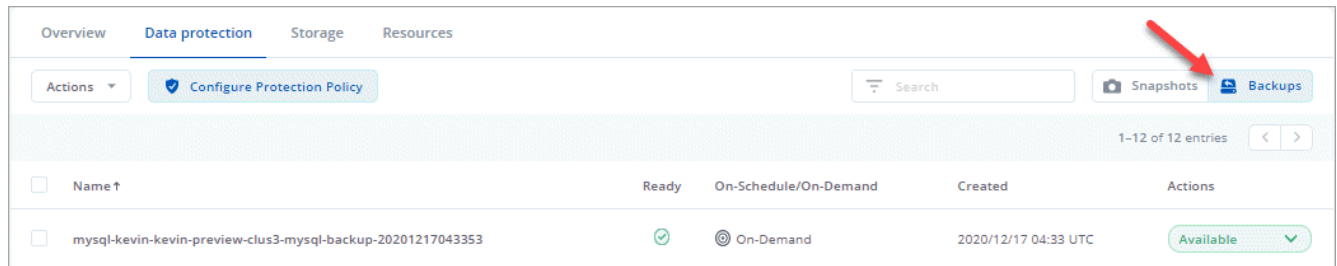 Overview Data protection Storage Resources
Actions Configure Protection Policy Search Snapshots Backups
1–12 of 12 entries
Name↑ Ready On-Schedule/On-Demand Created Actions
mysql-kevin-kevin-preview-clus3-mysql-backup-20201217043353 On-Demand 2020/12/17 04:33 UTC Available